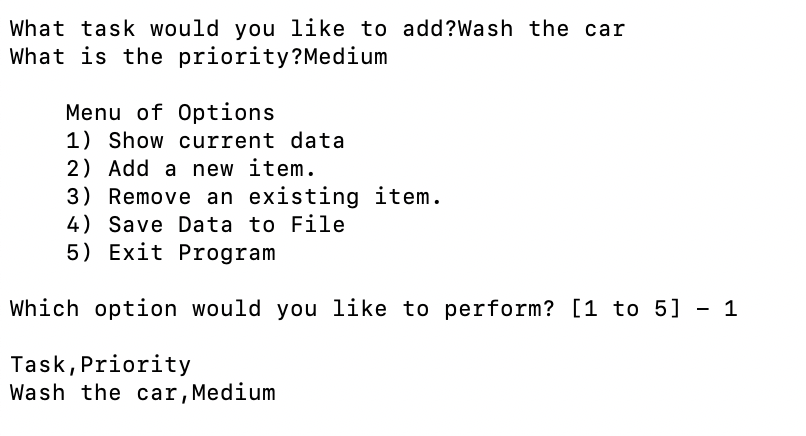 What task would you like to add?Wash the car
What is the priority?Medium
Menu of Options
1) Show current data
2) Add a new item.
3) Remove an existing item.
4) Save Data to File
5) Exit Program
Which option would you like to perform? [1 to 5] – 1
Task,Priority
Wash the car,Medium